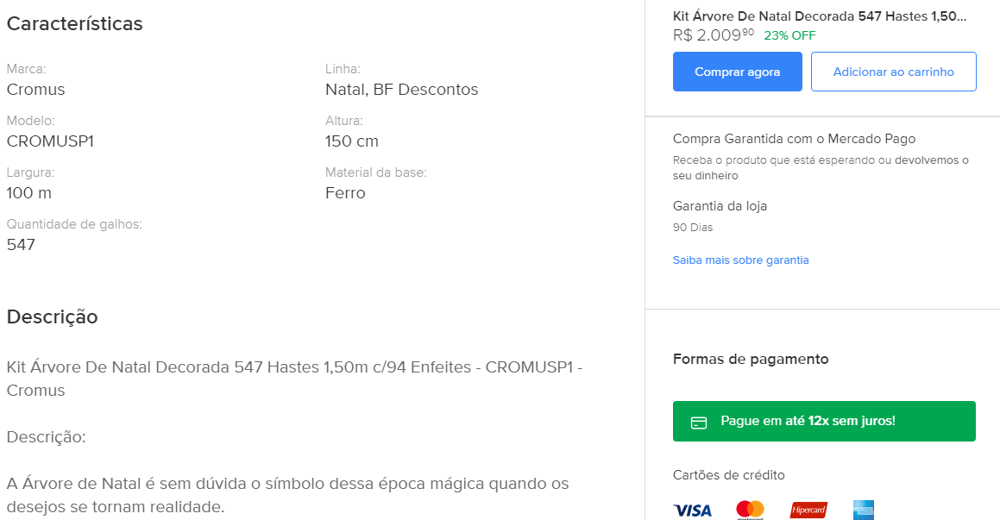 Características
Marca:
Cromus
Linha:
Natal, BF Descontos
Modelo:
CROMUSP1
Altura:
150 cm
Largura:
100 m
Material da base:
Ferro
Quantidade de galhos:
547
Descrição
Kit Árvore De Natal Decorada 547 Hastes 1,50m c/94 Enfeites - CROMUSP1 -
Cromus
Descrição:
A Árvore de Natal é sem dúvida o símbolo dessa época mágica quando os
desejos se tornam realidade.
Kit Árvore De Natal Decorada 547 Hastes 1,50...
R$ 2.009⁹⁰ 23% OFF
Comprar agora
Adicionar ao carrinho
Compra Garantida com o Mercado Pago
Receba o produto que está esperando ou devolvemos o
seu dinheiro
Garantia da loja
90 Dias
Saiba mais sobre garantia
Formas de pagamento
Pague em até 12x sem juros!
Cartões de crédito
VISA
mastercard
Hipercard